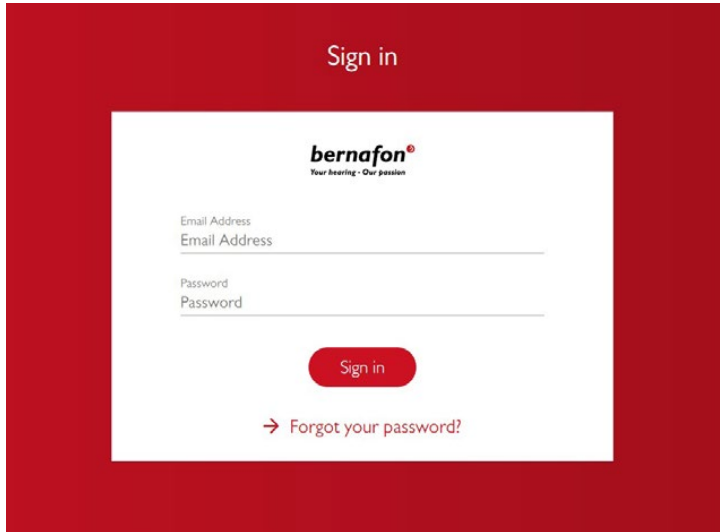 Sign in
bernafon
Your hearing • Our passion
Email Address
Email Address
Password
Password
Sign in
→ Forgot your password?